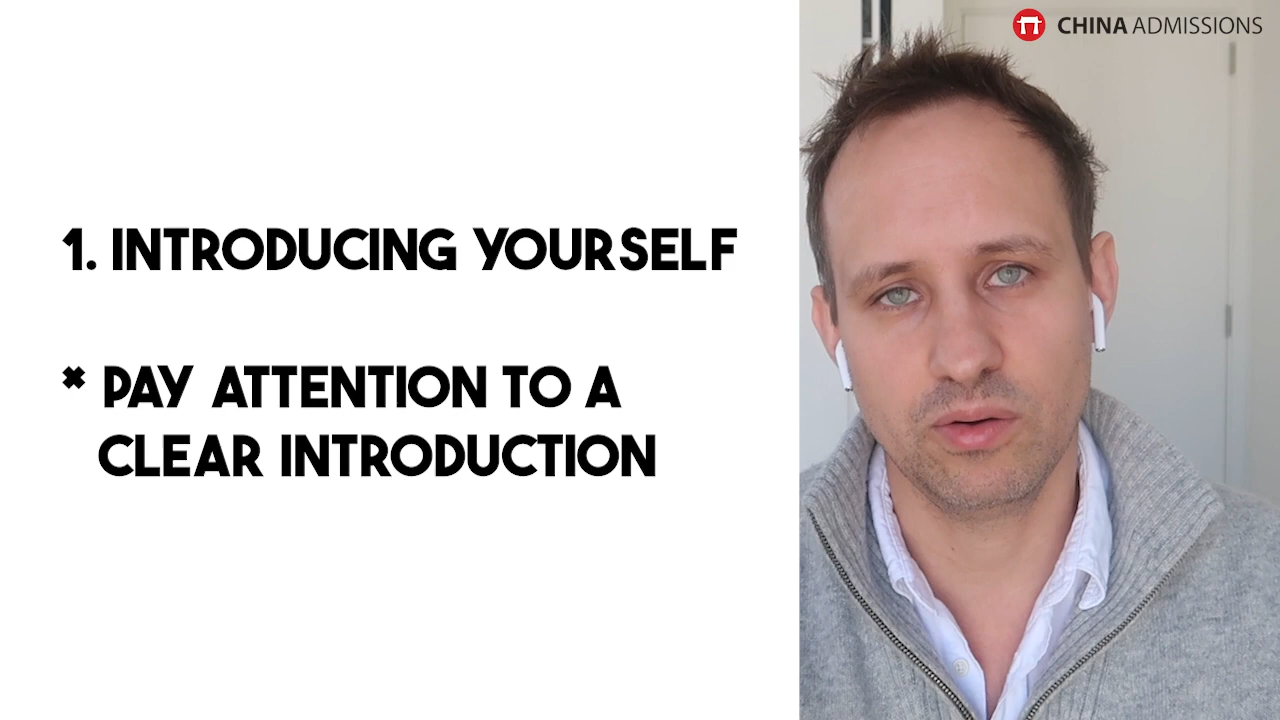 CHINA ADMISSIONS
1. INTRODUCING YOURSELF
* PAY ATTENTION TO A
CLEAR INTRODUCTION